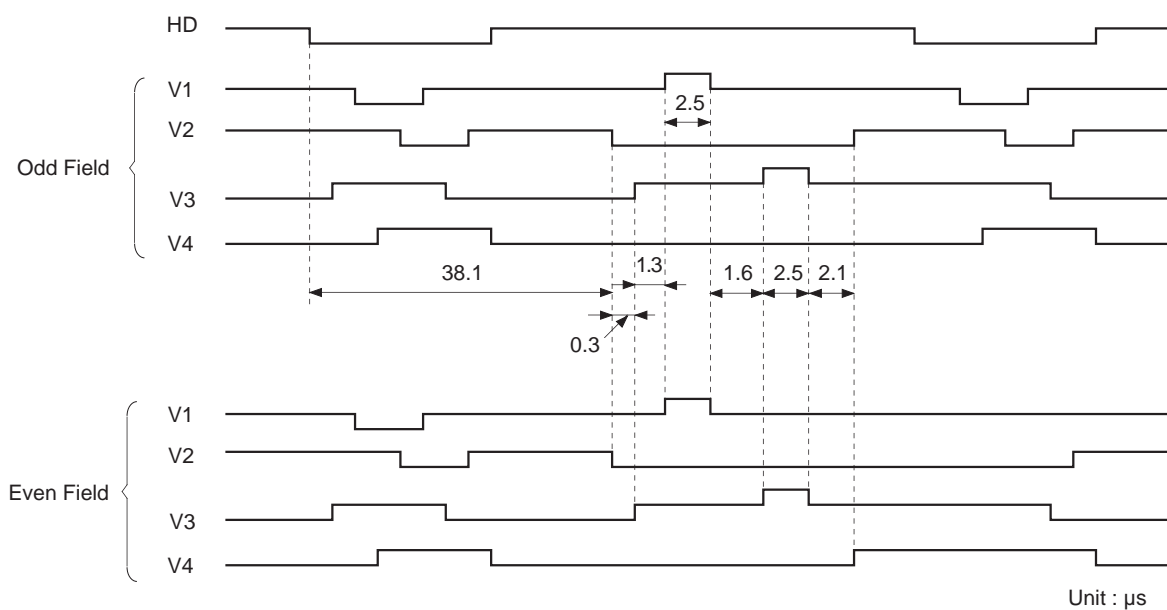 HD
V1
2.5
V2
Odd Field
V3
V4
38.1
1.3
1.6
2.5
2.1
0.3
V1
V2
Even Field
V3
V4
Unit : µs